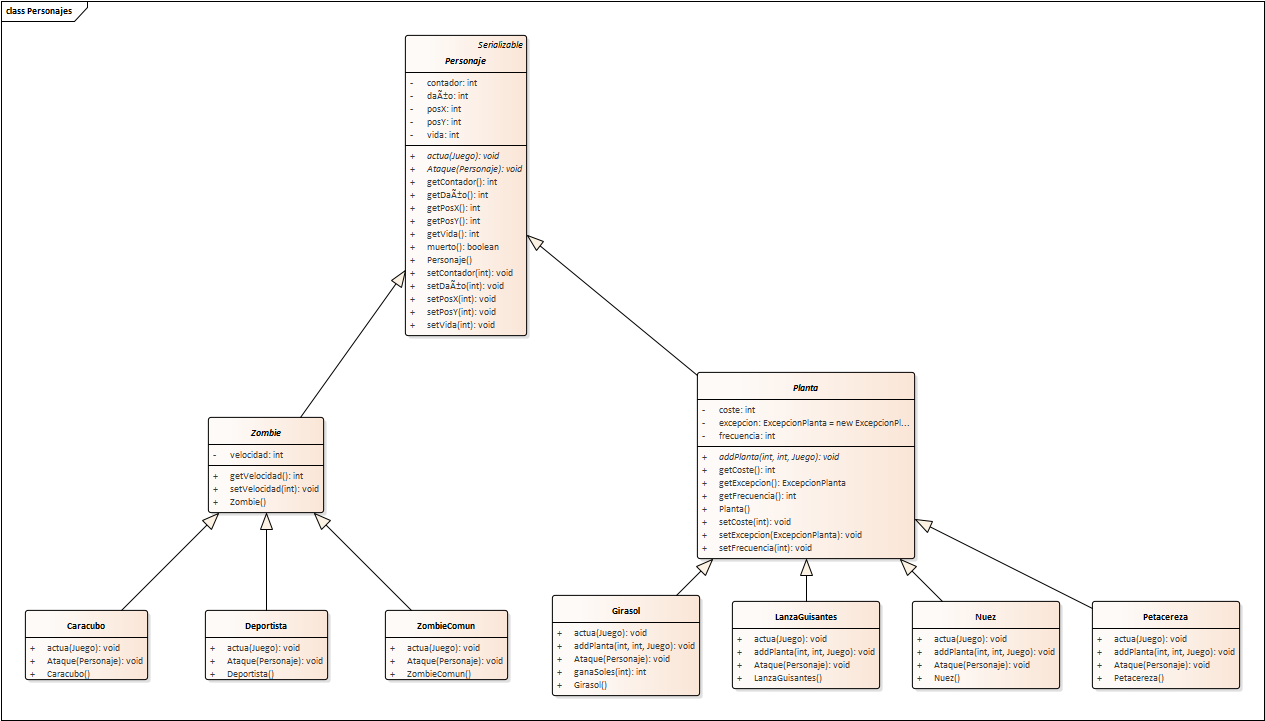 class Personajes
Serializable
Personaje
- contador: int
- daÃ±o: int
- posX: int
- posY: int
- vida: int
+ actua(Juego): void
+ Ataque(Personaje): void
+ getContador(): int
+ getDaÃ±o(): int
+ getPosX(): int
+ getPosY(): int
+ getVida(): int
+ muerto(): boolean
+ Personaje()
+ setContador(int): void
+ setDaÃ±o(int): void
+ setPosX(int): void
+ setPosY(int): void
+ setVida(int): void
Zombie
- velocidad: int
+ getVelocidad(): int
+ setVelocidad(int): void
+ Zombie()
Planta
- coste: int
- excepcion: ExcepcionPlanta = new ExcepcionPl...
- frecuencia: int
+ addPlanta(int, int, Juego): void
+ getCoste(): int
+ getExcepcion(): ExcepcionPlanta
+ getFrecuencia(): int
+ Planta()
+ setCoste(int): void
+ setExcepcion(ExcepcionPlanta): void
+ setFrecuencia(int): void
Caracubo
+ actua(Juego): void
+ Ataque(Personaje): void
+ Caracubo()
Deportista
+ actua(Juego): void
+ Ataque(Personaje): void
+ Deportista()
ZombieComun
+ actua(Juego): void
+ Ataque(Personaje): void
+ ZombieComun()
Girasol
+ actua(Juego): void
+ addPlanta(int, int, Juego): void
+ Ataque(Personaje): void
+ ganaSoles(int): int
+ Girasol()
LanzaGuisantes
+ actua(Juego): void
+ addPlanta(int, int, Juego): void
+ Ataque(Personaje): void
+ LanzaGuisantes()
Nuez
+ actua(Juego): void
+ addPlanta(int, int, Juego): void
+ Ataque(Personaje): void
+ Nuez()
Petacereza
+ actua(Juego): void
+ addPlanta(int, int, Juego): void
+ Ataque(Personaje): void
+ Petacereza()